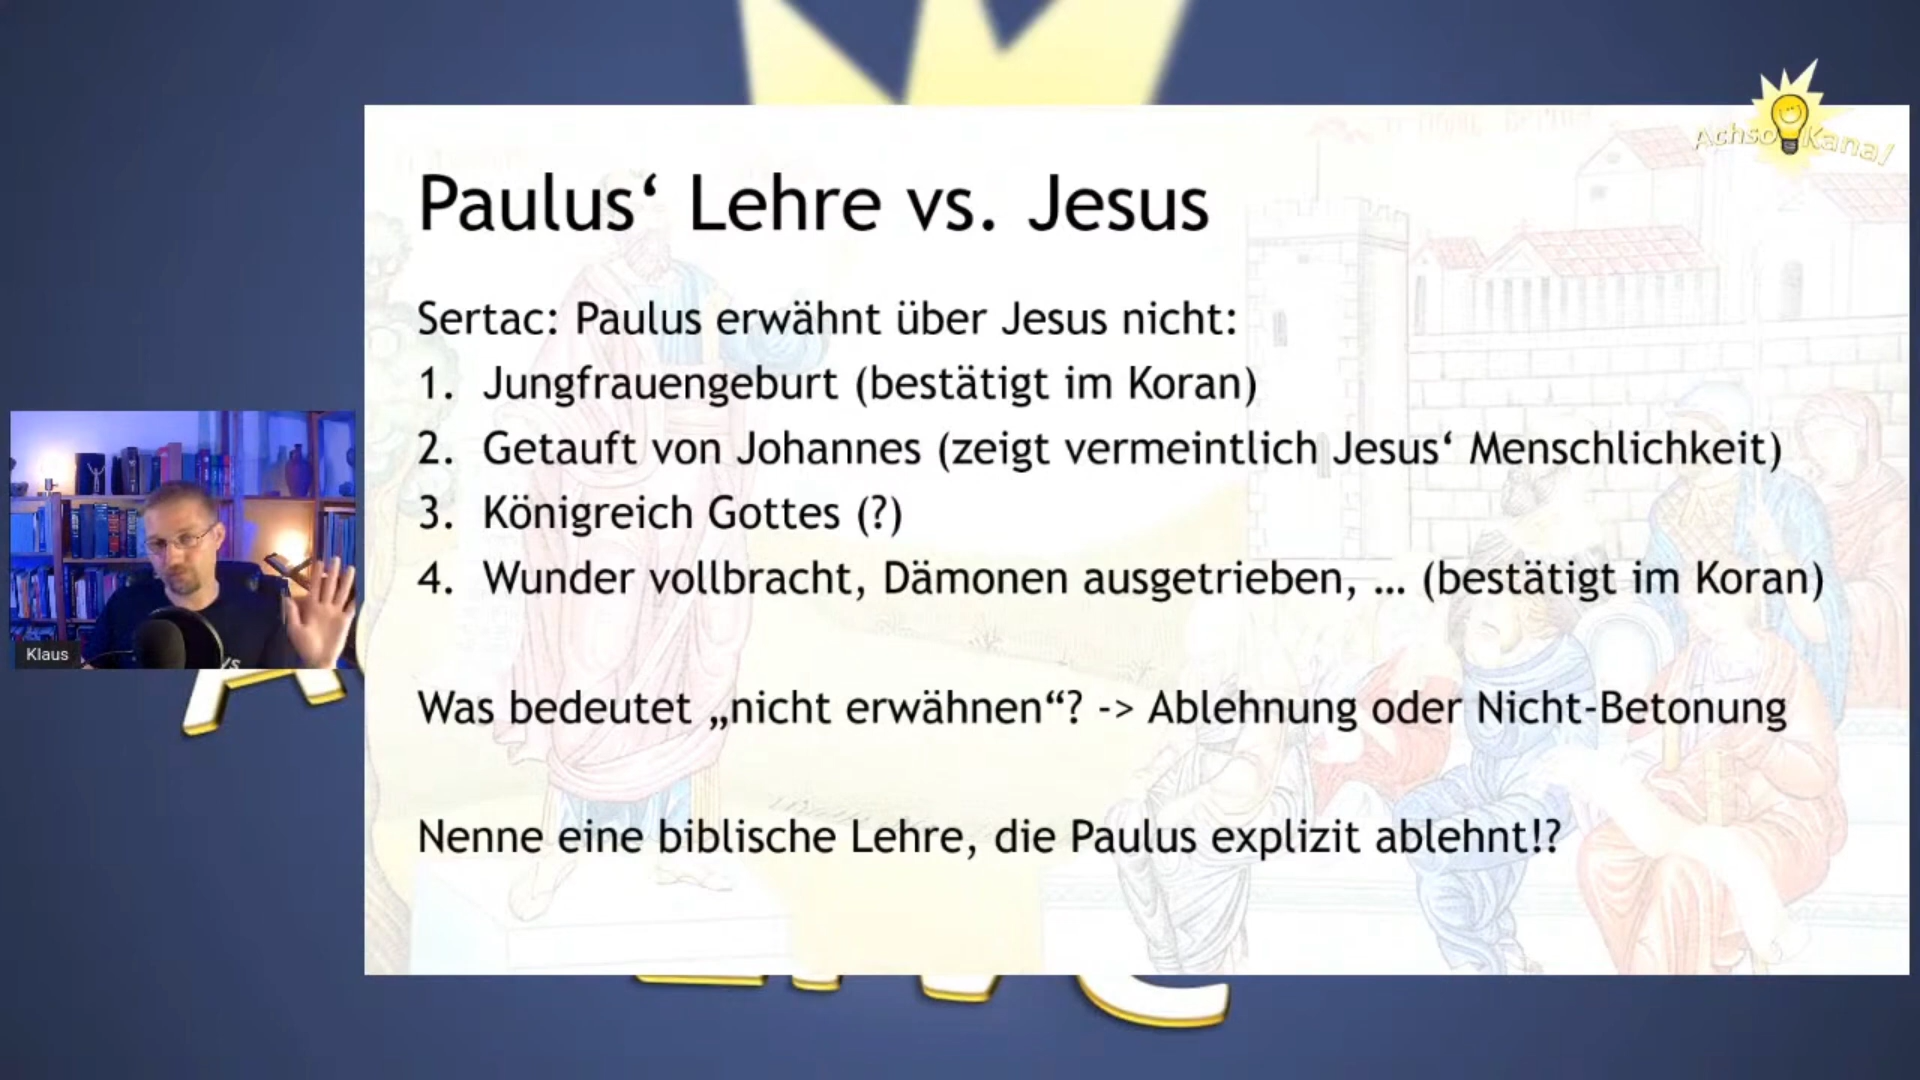 Achso Kanal
Paulus‘ Lehre vs. Jesus
Sertac: Paulus erwähnt über Jesus nicht:
1. Jungfrauengeburt (bestätigt im Koran)
2. Getauft von Johannes (zeigt vermeintlich Jesus‘ Menschlichkeit)
3. Königreich Gottes (?)
4. Wunder vollbracht, Dämonen ausgetrieben, ... (bestätigt im Koran)
Was bedeutet „nicht erwähnen“? -> Ablehnung oder Nicht-Betonung
Nenne eine biblische Lehre, die Paulus explizit ablehnt!?
Klaus